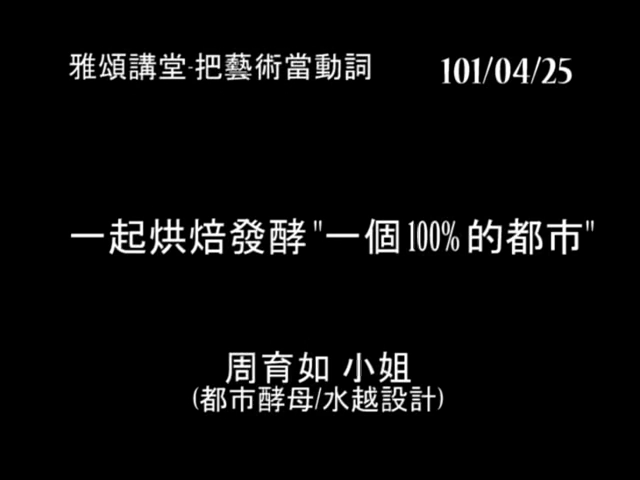 雅頌講堂-把藝術當動詞 101/04/25
一起烘焙發酵"一個100%的都市"
周育如 小姐
(都市酵母/水越設計)